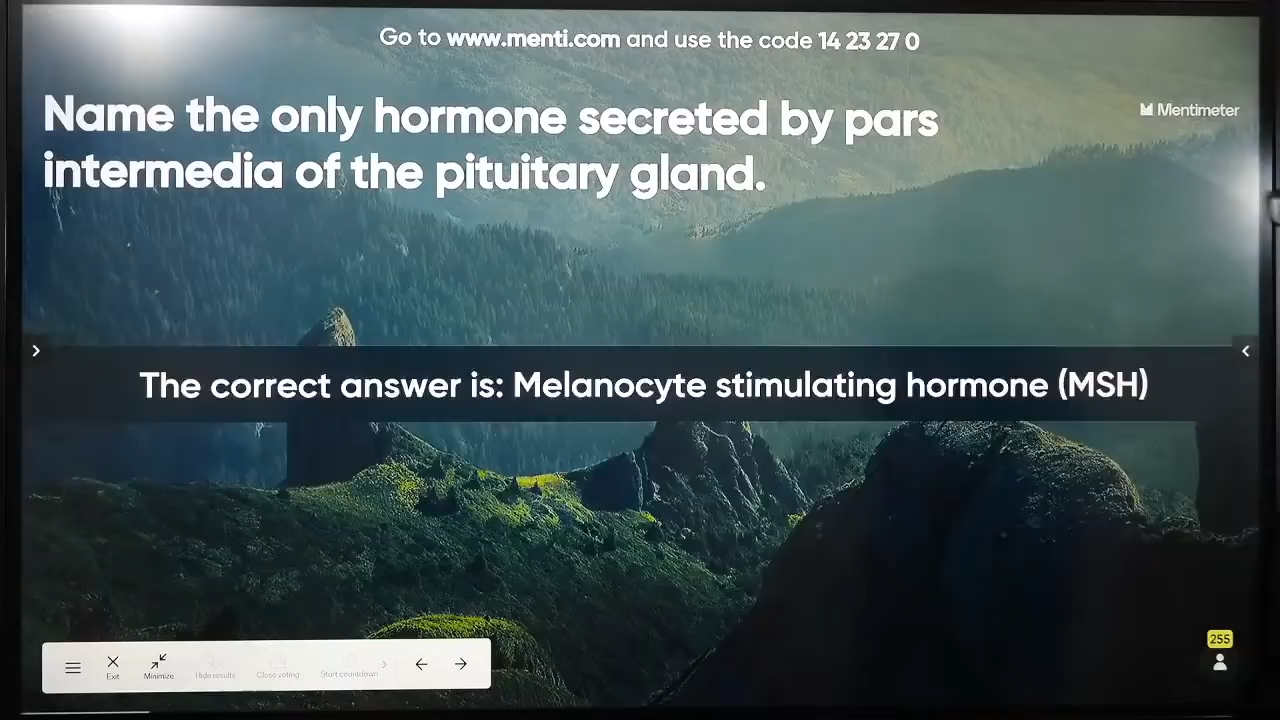 Go to www.menti.com and use the code 14 23 27 0
Name the only hormone secreted by pars
intermedia of the pituitary gland.
Mentimeter
The correct answer is: Melanocyte stimulating hormone (MSH)
Exit
Minimize
Hide results
Close voting
Start countdown
255